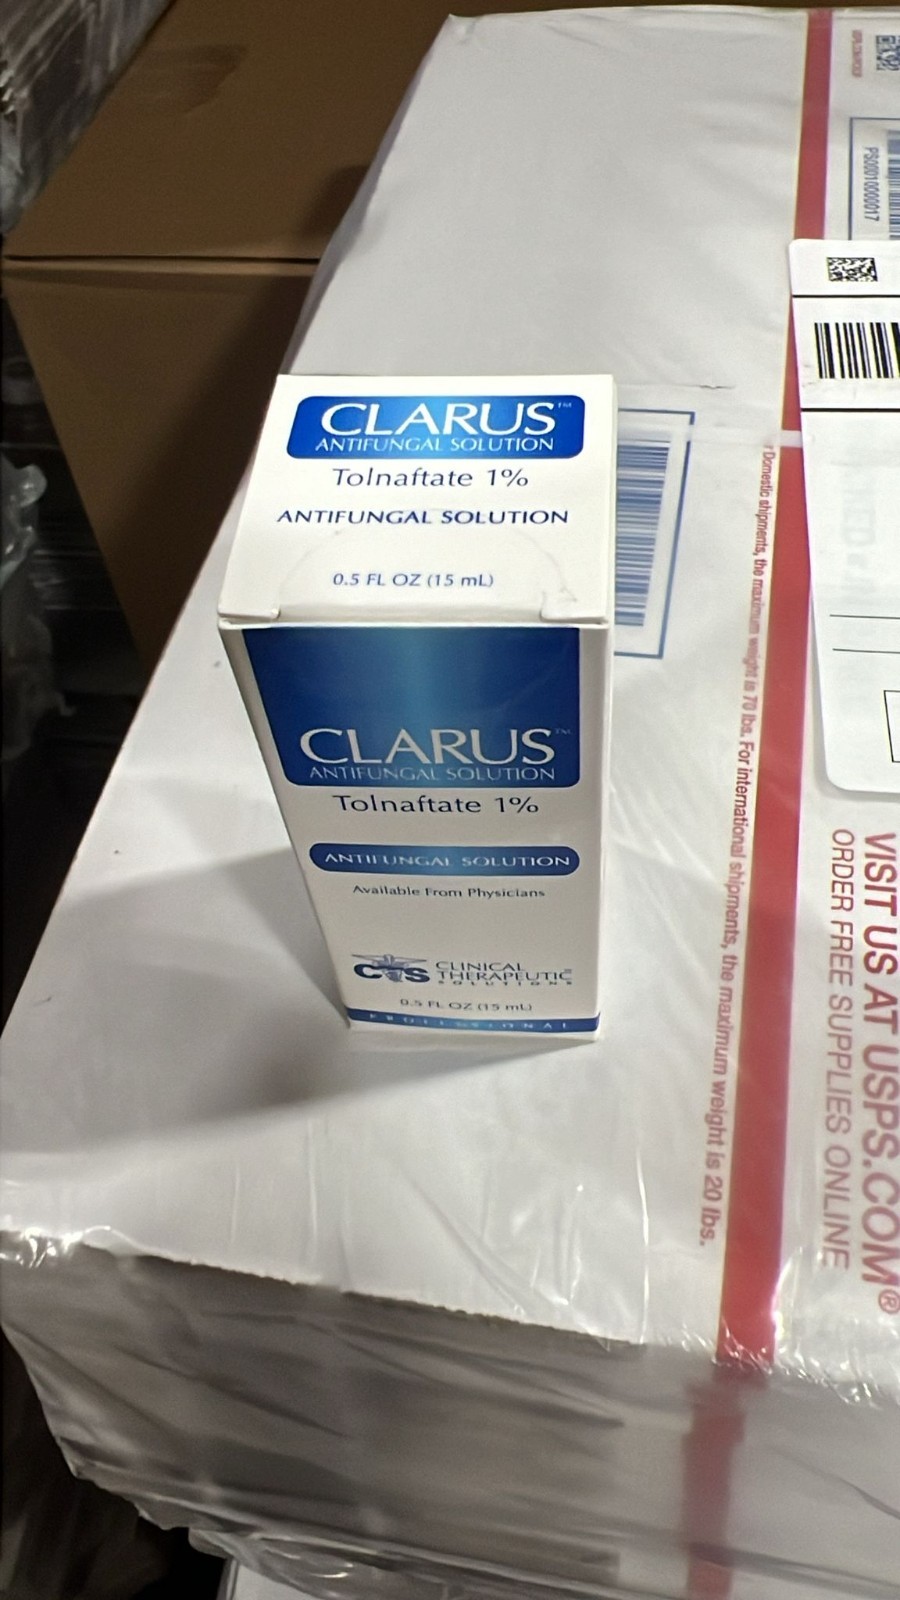 CLARUS™
ANTIFUNGAL SOLUTION
Tolnaftate 1%
ANTIFUNGAL SOLUTION
0.5 FL OZ (15 mL)
CLARUS™
ANTIFUNGAL SOLUTION
Tolnaftate 1%
ANTIFUNGAL SOLUTION
Available From Physicians
CTS CLINICAL
THERAPEUTIC
SOLUTIONS
0.5 FL OZ (15 mL)
PROFESSIONAL
PS00010000017
Domestic shipments, the maximum weight is 70 lbs. For international shipments, the maximum weight is 20 lbs.
VISIT US AT USPS.COM®
ORDER FREE SUPPLIES ONLINE